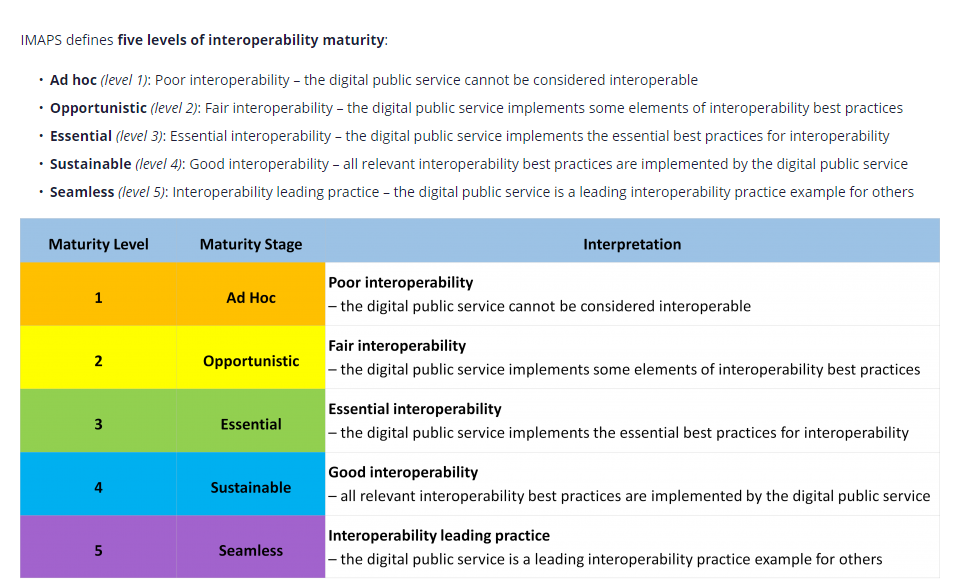 IMAPS defines five levels of interoperability maturity:
• Ad hoc (level 1): Poor interoperability – the digital public service cannot be considered interoperable
• Opportunistic (level 2): Fair interoperability – the digital public service implements some elements of interoperability best practices
• Essential (level 3): Essential interoperability – the digital public service implements the essential best practices for interoperability
• Sustainable (level 4): Good interoperability – all relevant interoperability best practices are implemented by the digital public service
• Seamless (level 5): Interoperability leading practice – the digital public service is a leading interoperability practice example for others
Maturity Level Maturity Stage Interpretation
1 Ad Hoc Poor interoperability
– the digital public service cannot be considered interoperable
2 Opportunistic Fair interoperability
– the digital public service implements some elements of interoperability best practices
3 Essential Essential interoperability
– the digital public service implements the essential best practices for interoperability
4 Sustainable Good interoperability
– all relevant interoperability best practices are implemented by the digital public service
5 Seamless Interoperability leading practice
– the digital public service is a leading interoperability practice example for others